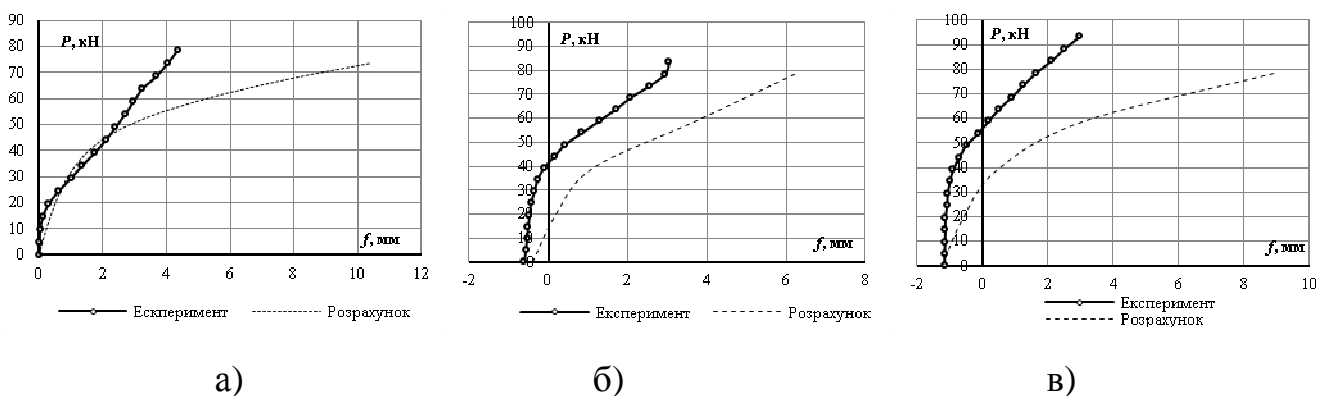 90
80
70
60
50
40
30
20
10
0
P, кН
f, мм
0 2 4 6 8 10 12
Ескперимент Розрахунок
100
90
80
70
60
50
40
30
20
10
0
P, кН
f, мм
-2 0 2 4 6 8
Експеримент Розрахунок
100
90
80
70
60
50
40
30
20
10
0
P, кН
f, мм
-2 0 2 4 6 8 10
Експеримент
Розрахунок
а) б) в)